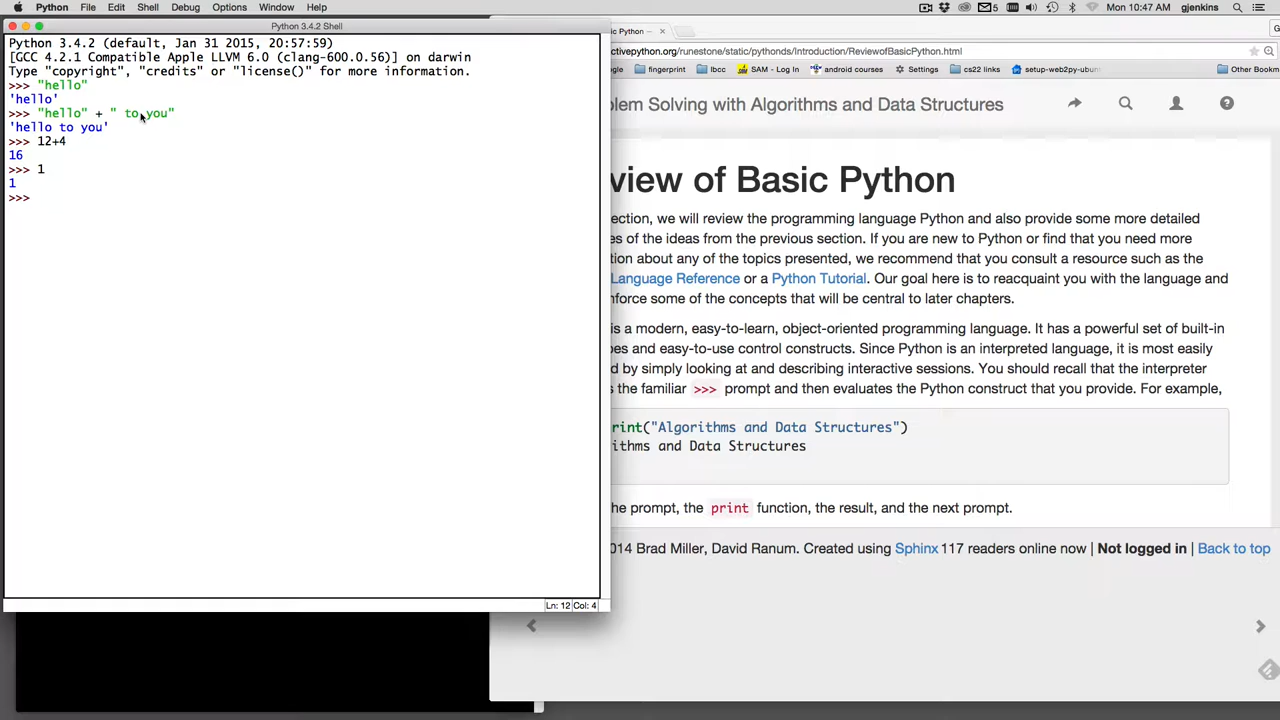 Python File Edit Shell Debug Options Window Help
5
Mon 10:47 AM gjenkins
Python 3.4.2 Shell
Python 3.4.2 (default, Jan 31 2015, 20:57:59)
[GCC 4.2.1 Compatible Apple LLVM 6.0 (clang-600.0.56)] on darwin
Type "copyright", "credits" or "license()" for more information.
>>> "hello"
'hello'
>>> "hello" + " to you"
'hello to you'
>>> 12+4
16
>>> 1
1
>>>
Ln: 12 Col: 4
c Python —
ctivepython.org/runestone/static/pythonds/Introduction/ReviewofBasicPython.html
ogle fingerprint lbcc SAM - Log In android courses Settings cs22 links setup-web2py-ubun Other Bookm
blem Solving with Algorithms and Data Structures
view of Basic Python
ection, we will review the programming language Python and also provide some more detailed
es of the ideas from the previous section. If you are new to Python or find that you need more
tion about any of the topics presented, we recommend that you consult a resource such as the
Language Reference or a Python Tutorial. Our goal here is to reacquaint you with the language and
nforce some of the concepts that will be central to later chapters.
is a modern, easy-to-learn, object-oriented programming language. It has a powerful set of built-in
pes and easy-to-use control constructs. Since Python is an interpreted language, it is most easily
d by simply looking at and describing interactive sessions. You should recall that the interpreter
s the familiar >>> prompt and then evaluates the Python construct that you provide. For example,
rint("Algorithms and Data Structures")
ithms and Data Structures
he prompt, the print function, the result, and the next prompt.
014 Brad Miller, David Ranum. Created using Sphinx 117 readers online now | Not logged in | Back to top